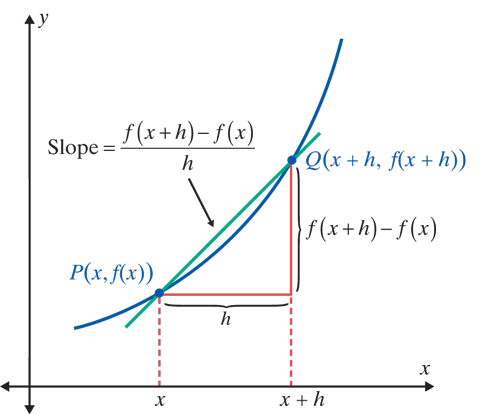 y
Slope = f(x+h)−f(x)
h
Q(x + h, f(x + h))
f(x+h)−f(x)
P(x, f(x))
h
x
x
x + h